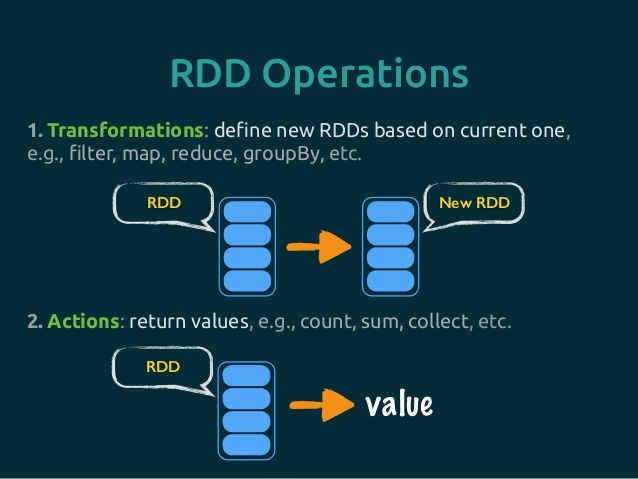 RDD Operations
1. Transformations: define new RDDs based on current one,
e.g., filter, map, reduce, groupBy, etc.
RDD
New RDD
2. Actions: return values, e.g., count, sum, collect, etc.
RDD
value